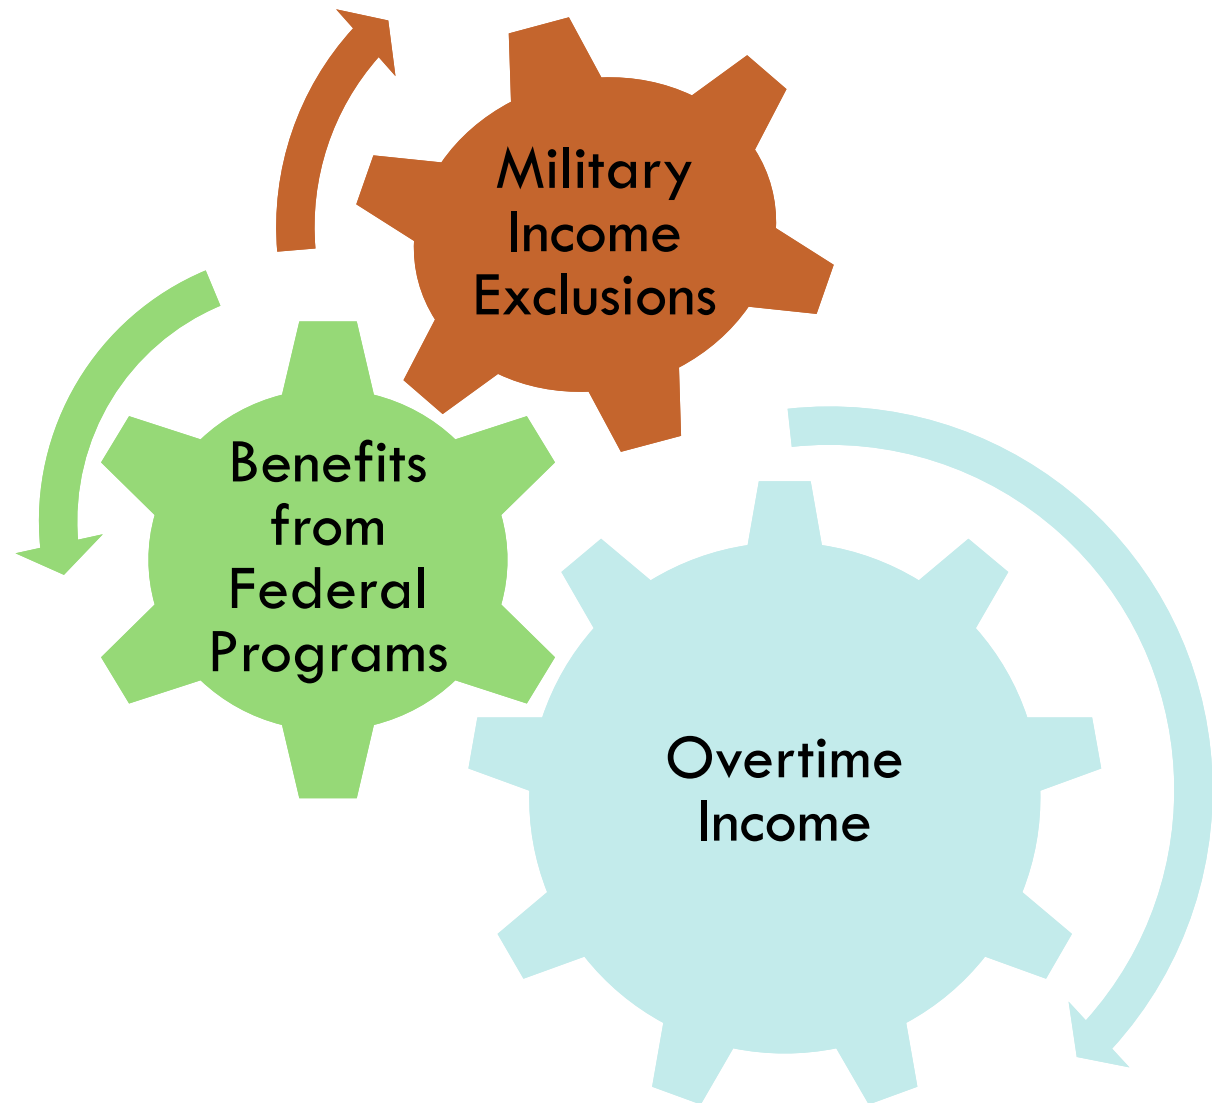 Military
Income
Exclusions
Benefits
from
Federal
Programs
Overtime
Income